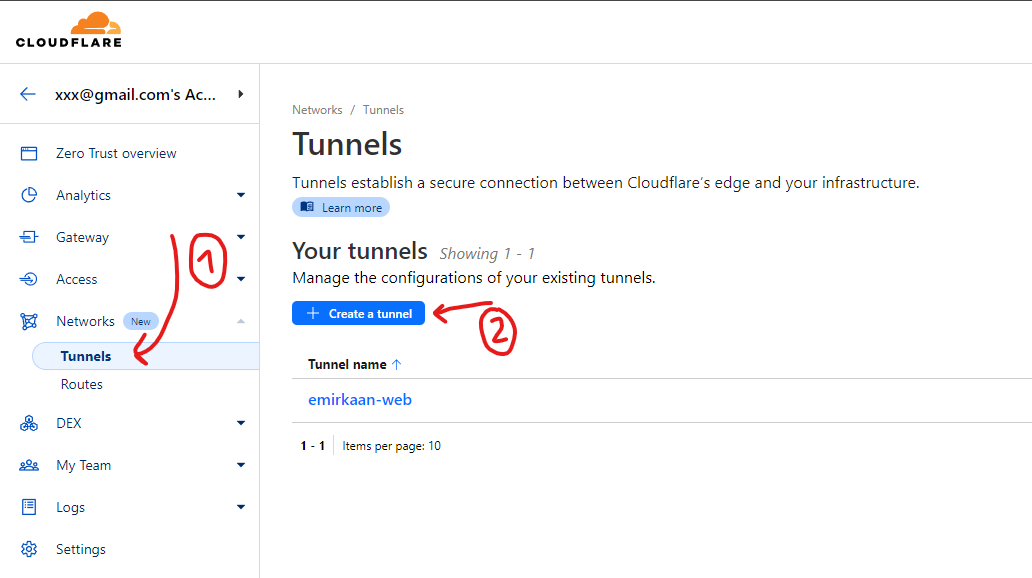 CLOUDFLARE
xxx@gmail.com's Ac...
Zero Trust overview
Analytics
Gateway
Access
Networks New
Tunnels
Routes
DEX
My Team
Logs
Settings
1
Networks / Tunnels
Tunnels
Tunnels establish a secure connection between Cloudflare's edge and your infrastructure.
Learn more
Your tunnels Showing 1 - 1
Manage the configurations of your existing tunnels.
+ Create a tunnel
2
Tunnel name ↑
emirkaan-web
1 - 1 Items per page: 10